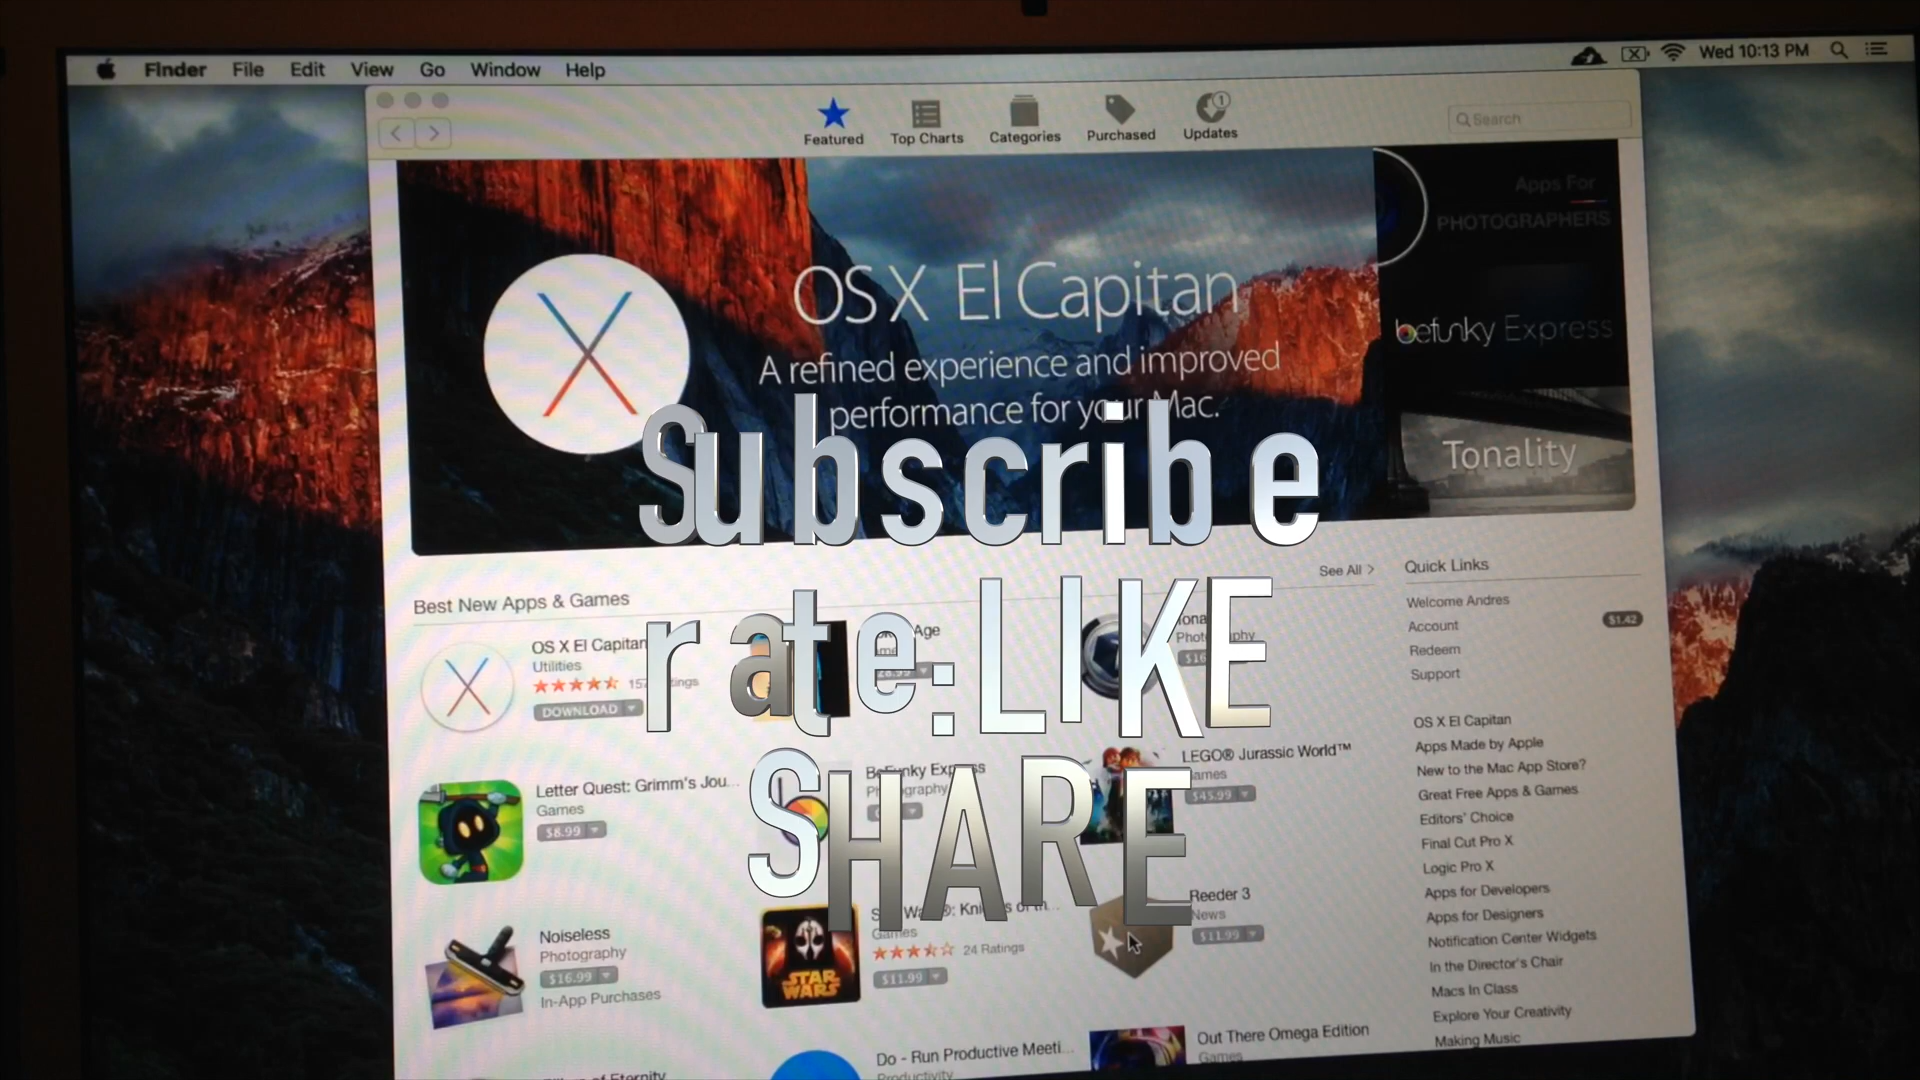 Finder File Edit View Go Window Help
Wed 10:13 PM
Featured
Top Charts
Categories
Purchased
1
Updates
Search
OS X El Capitan
A refined experience and improved
performance for your Mac.
Apps For
PHOTOGRAPHERS
befunky Express
Tonality
Subscribe
rate:LIKE
SHARE
Best New Apps & Games
See All >
OS X El Capitan
Utilities
DOWNLOAD
Age
Letter Quest: Grimm's Jou...
Games
$8.99
BeFunky Express
Photography
LEGO® Jurassic World™
Games
$45.99
Noiseless
Photography
$16.99
In-App Purchases
STAR
WARS
Games
24 Ratings
$11.99
Reeder 3
News
$11.99
Do - Run Productive Meeti...
Productivity
Out There Omega Edition
Games
Quick Links
Welcome Andres
Account
$1.42
Redeem
Support
OS X El Capitan
Apps Made by Apple
New to the Mac App Store?
Great Free Apps & Games
Editors' Choice
Final Cut Pro X
Logic Pro X
Apps for Developers
Apps for Designers
Notification Center Widgets
In the Director's Chair
Macs In Class
Explore Your Creativity
Making Music